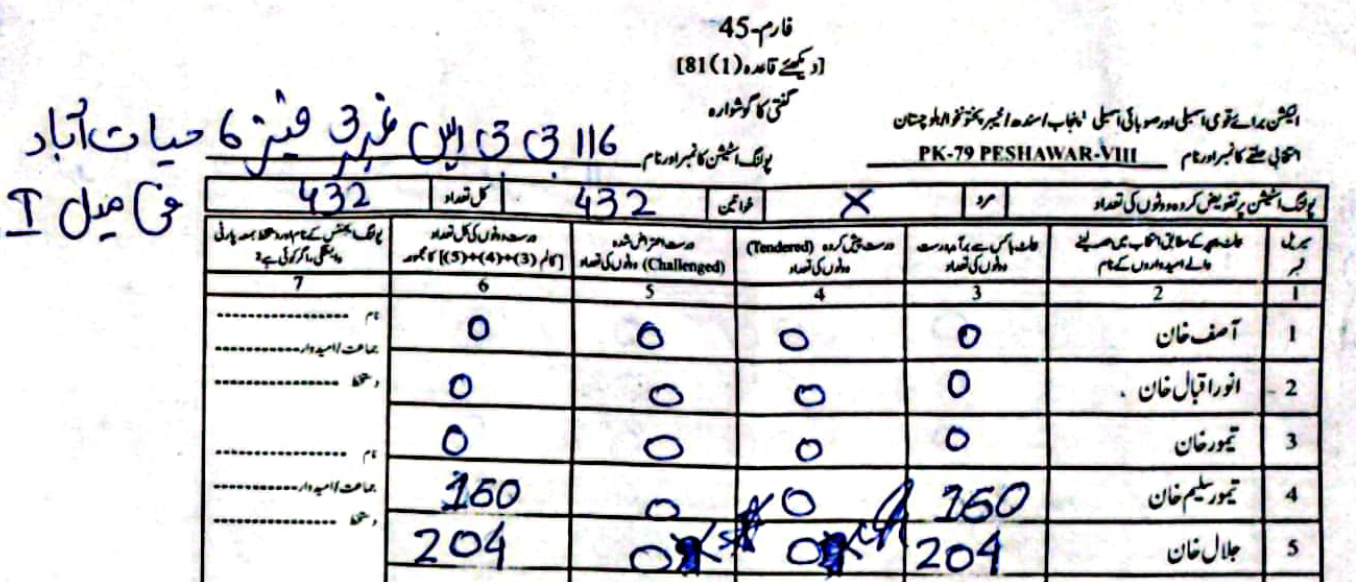 فارم-45
[دیکھئے قاعدہ(1)81]
گنتی کا گوشوارہ
الیکشن برائے قومی اسمبلی اور صوبائی اسمبلی پنجاب/سندھ/خیبر پختونخوا/بلوچستان
انتخابی حلقے کا نمبر اور نام PK-79 PESHAWAR-VIII پولنگ اسٹیشن کا نمبر اور نام 116 جی جی ایس غربی فیز 6 حیات آباد
I
پولنگ اسٹیشن پر تفویض کردہ ووٹوں کی تعداد مرد X خواتین 432 کل تعداد 432
سیریل نمبر
بیلٹ پیپر کے مطابق انتخاب میں حصہ لینے والے امیدواروں کے نام
بیلٹ باکس سے برآمد درست ووٹوں کی تعداد
درست پیش کردہ (Tendered) ووٹوں کی تعداد
درست اعتراض شدہ (Challenged) ووٹوں کی تعداد
درست ووٹوں کی کل تعداد [کالم (3)+(4)+(5) کا مجموعہ]
پولنگ ایجنٹس کے نام اور دستخط بمعہ پارٹی وابستگی، اگر کوئی ہے؟
1 2 3 4 5 6 7
1 آصف خان 0 0 0 0
2 انور اقبال خان 0 0 0 0
3 تیمور خان 0 0 0 0
4 تیمور سلیم خان 160 0 0 160
5 جلال خان 204 0 0 204
نام
جماعت/امیدوار
دستخط
نام
جماعت/امیدوار
دستخط